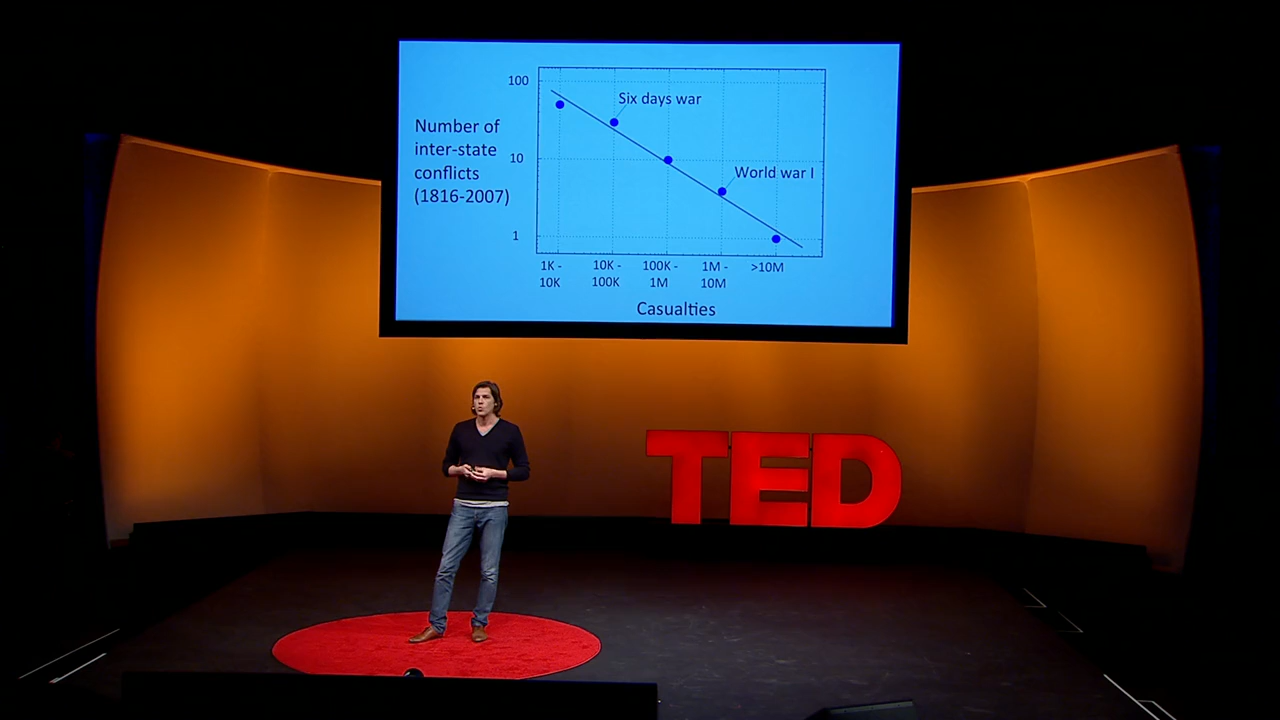 100
Six days war
Number of
inter-state
conflicts
(1816-2007)
10
World war I
1
1K -
10K
10K -
100K
100K -
1M
1M -
10M
>10M
Casualties
TED